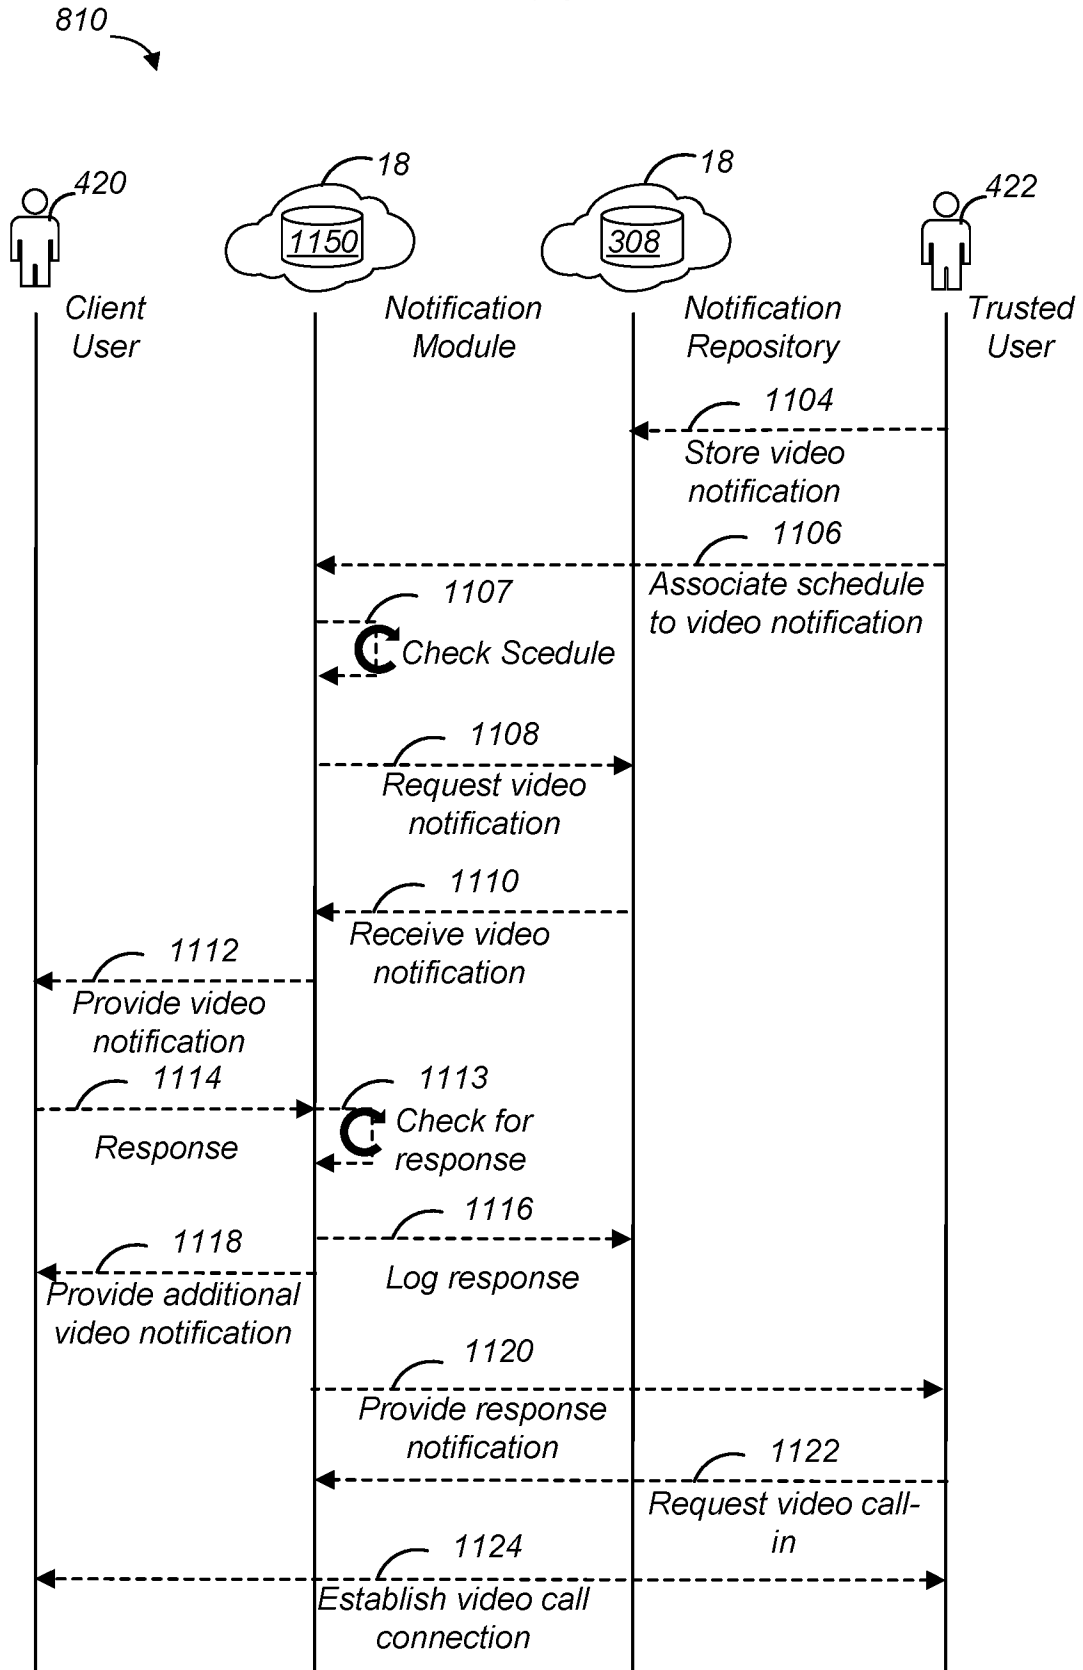 810
420
18
18
422
1150
308
Client
User
Notification
Module
Notification
Repository
Trusted
User
1104
Store video
notification
1106
Associate schedule
to video notification
1107
Check Scedule
1108
Request video
notification
1110
Receive video
notification
1112
Provide video
notification
1114
Response
1113
Check for
response
1116
Log response
1118
Provide additional
video notification
1120
Provide response
notification
1122
Request video call-
in
1124
Establish video call
connection